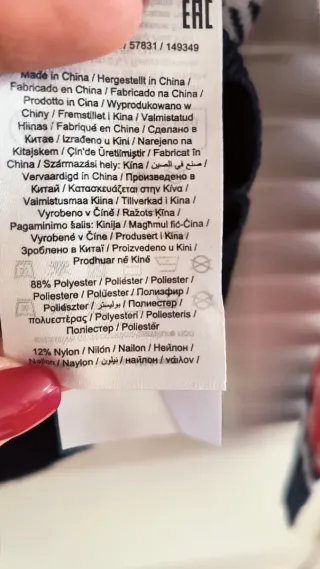 EAC
/ 57831 / 149349
Made in China / Hergestellt in China /
Fabricado en China / Fabricado na China /
Prodotto in Cina / Wyprodukowano w
Chiny / Fremstillet i Kina / Valmistatud
Hiinas / Fabriqué en Chine / Сделано в
Китае / Izrađeno u Kini / Narejeno na
Kitajskem / Çin'de Üretilmiştir / Fabricat în
China / Származási hely: Kína / صنع في الصين /
Vervaardigd in China / Произведено в
Китай / Κατασκευάζεται στην Κίνα /
Valmistusmaa Kiina / Tillverkad i Kina /
Vyrobeno v Číně / Ražots Ķīna /
Pagaminimo šalis: Kinija / Magħmul fiċ-Ċina /
Vyrobené v Číne / Produsert i Kina /
Зроблено в Китаї / Proizvedeno u Kini /
Prodhuar në Kinë
88% Polyester / Poliéster / Poliester /
Poliestere / Polüester / Полиэфир /
Poliészter / بوليستر / Полиестер /
πολυεστέρας / Polyesteri / Poliesteris /
Поліестер / Poliestër
12% Nylon / Nilón / Nailon / Нейлон /
Nailon / Naylon / نايلون / найлон / νάιλον /